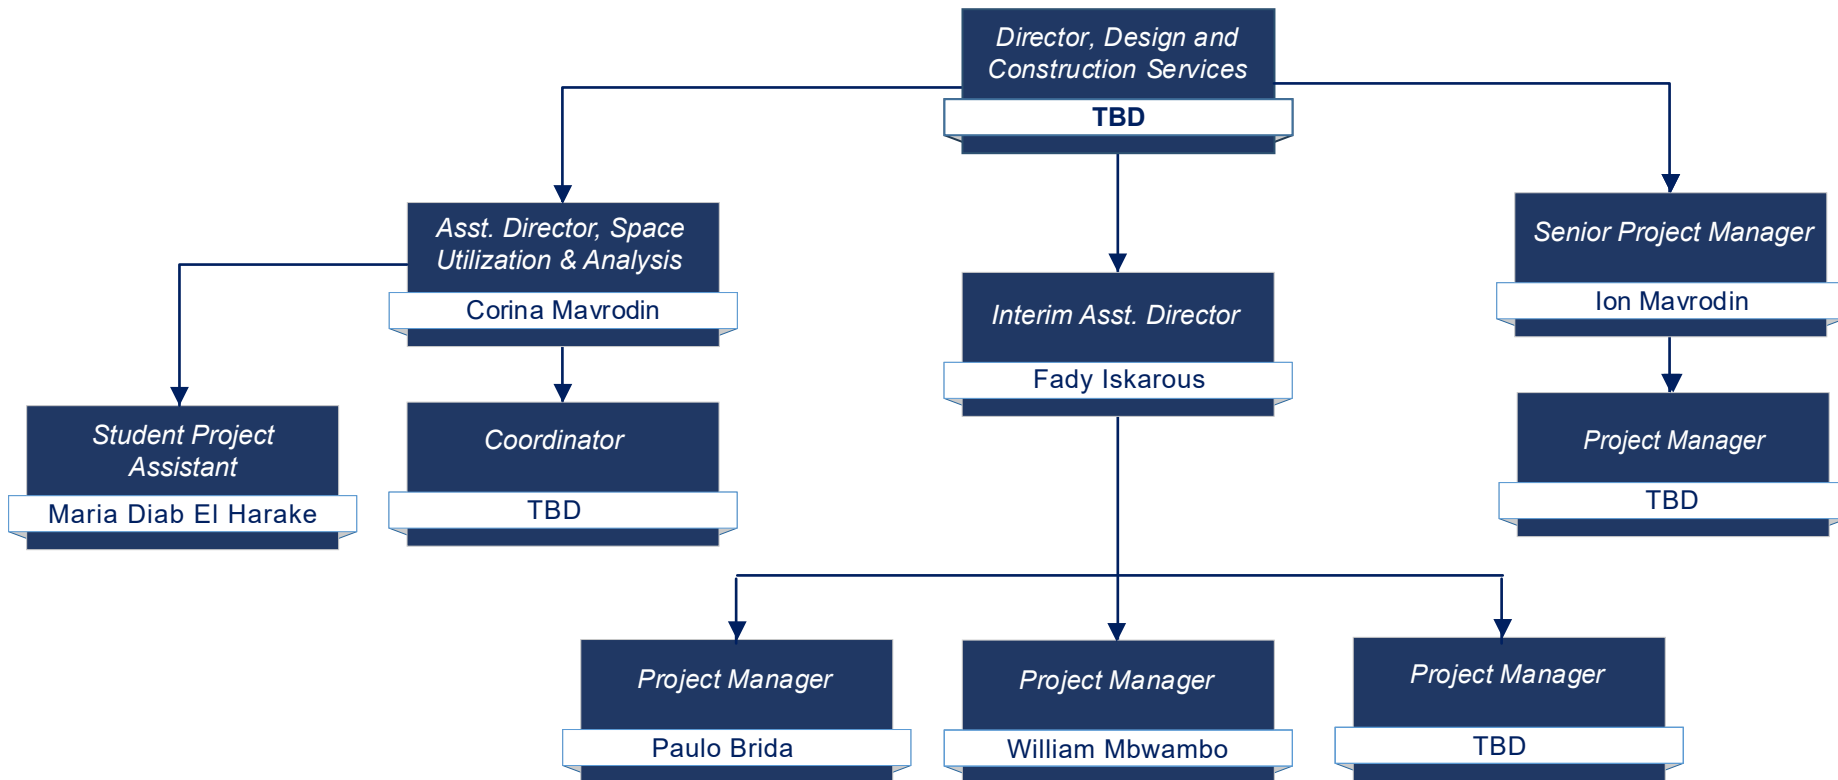 Director, Design and
Construction Services
TBD
Asst. Director, Space
Utilization & Analysis
Corina Mavrodin
Senior Project Manager
Ion Mavrodin
Interim Asst. Director
Fady Iskarous
Student Project
Assistant
Maria Diab El Harake
Coordinator
TBD
Project Manager
TBD
Project Manager
Paulo Brida
Project Manager
William Mbwambo
Project Manager
TBD